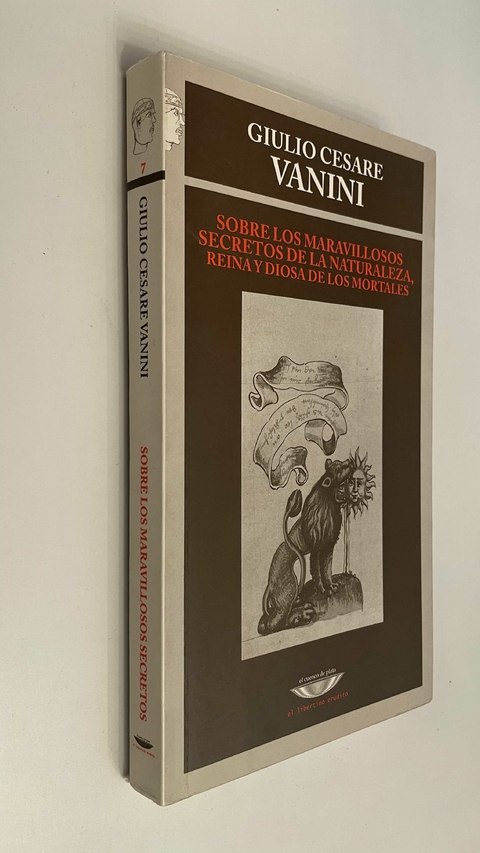 7
GIULIO CESARE VANINI
SOBRE LOS MARAVILLOSOS SECRETOS
GIULIO CESARE
VANINI
SOBRE LOS MARAVILLOSOS
SECRETOS DE LA NATURALEZA,
REINA Y DIOSA DE LOS MORTALES
el cuenco de plata
el libertino erudito